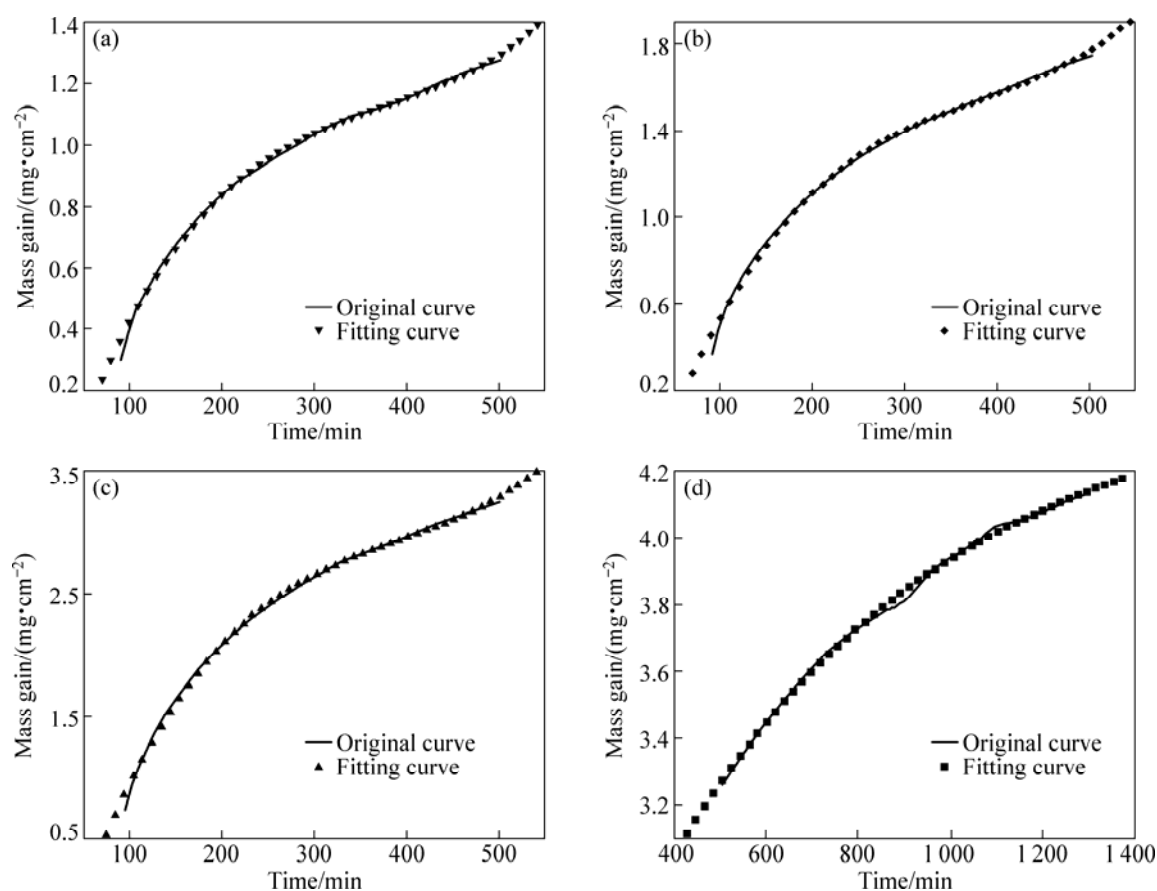 (a)
1.4
1.2
1.0
0.8
0.6
0.4
0.2
Mass gain/(mg•cm⁻²)
Original curve
Fitting curve
100 200 300 400 500
Time/min
(b)
1.8
1.4
1.0
0.6
0.2
Mass gain/(mg•cm⁻²)
Original curve
Fitting curve
100 200 300 400 500
Time/min
(c)
3.5
2.5
1.5
0.5
Mass gain/(mg•cm⁻²)
Original curve
Fitting curve
100 200 300 400 500
Time/min
(d)
4.2
4.0
3.8
3.6
3.4
3.2
Mass gain/(mg•cm⁻²)
Original curve
Fitting curve
400 600 800 1 000 1 200 1 400
Time/min